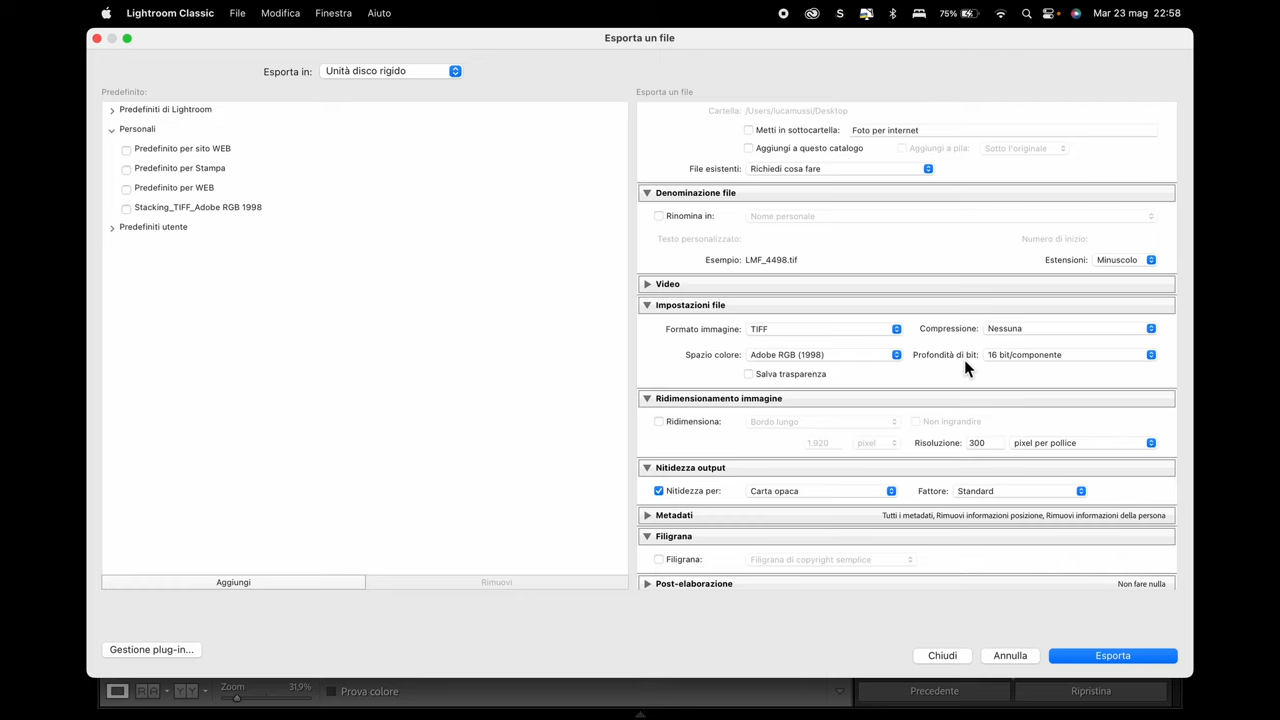 Lightroom Classic File Modifica Finestra Aiuto S 75% Mar 23 mag 22:58
Esporta un file
Esporta in: Unità disco rigido
Predefinito:
Predefiniti di Lightroom
Personali
Predefinito per sito WEB
Predefinito per Stampa
Predefinito per WEB
Stacking_TIFF_Adobe RGB 1998
Predefiniti utente
Aggiungi Rimuovi
Esporta un file
Cartella: /Users/lucamussi/Desktop
Metti in sottocartella: Foto per internet
Aggiungi a questo catalogo Aggiungi a pila: Sotto l'originale
File esistenti: Richiedi cosa fare
Denominazione file
Rinomina in: Nome personale
Testo personalizzato: Numero di inizio:
Esempio: LMF_4498.tif Estensioni: Minuscolo
Video
Impostazioni file
Formato immagine: TIFF Compressione: Nessuna
Spazio colore: Adobe RGB (1998) Profondità di bit: 16 bit/componente
Salva trasparenza
Ridimensionamento immagine
Ridimensiona: Bordo lungo Non ingrandire
1.920 pixel Risoluzione: 300 pixel per pollice
Nitidezza output
Nitidezza per: Carta opaca Fattore: Standard
Metadati Tutti i metadati, Rimuovi informazioni posizione, Rimuovi informazioni della persona
Filigrana
Filigrana: Filigrana di copyright semplice
Post-elaborazione Non fare nulla
Gestione plug-in... Chiudi Annulla Esporta
R A Y Y Zoom 31,9% Prova colore Precedente Ripristina